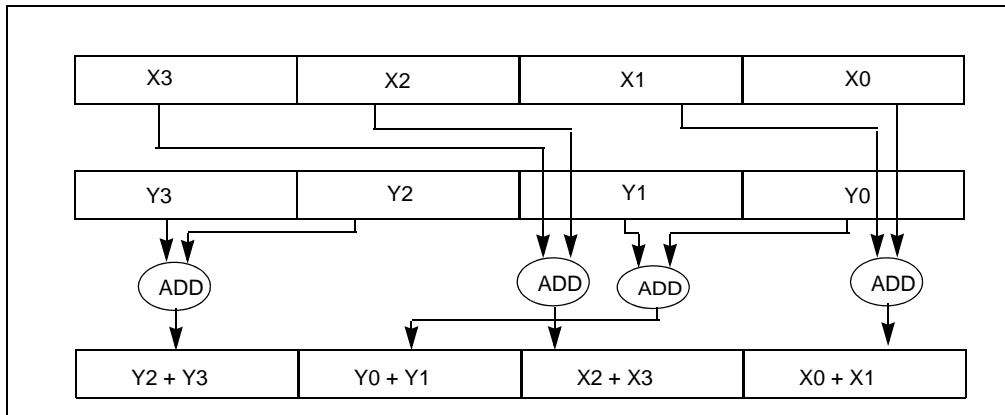 X3 X2 X1 X0
Y3 Y2 Y1 Y0
ADD ADD ADD ADD
Y2 + Y3 Y0 + Y1 X2 + X3 X0 + X1